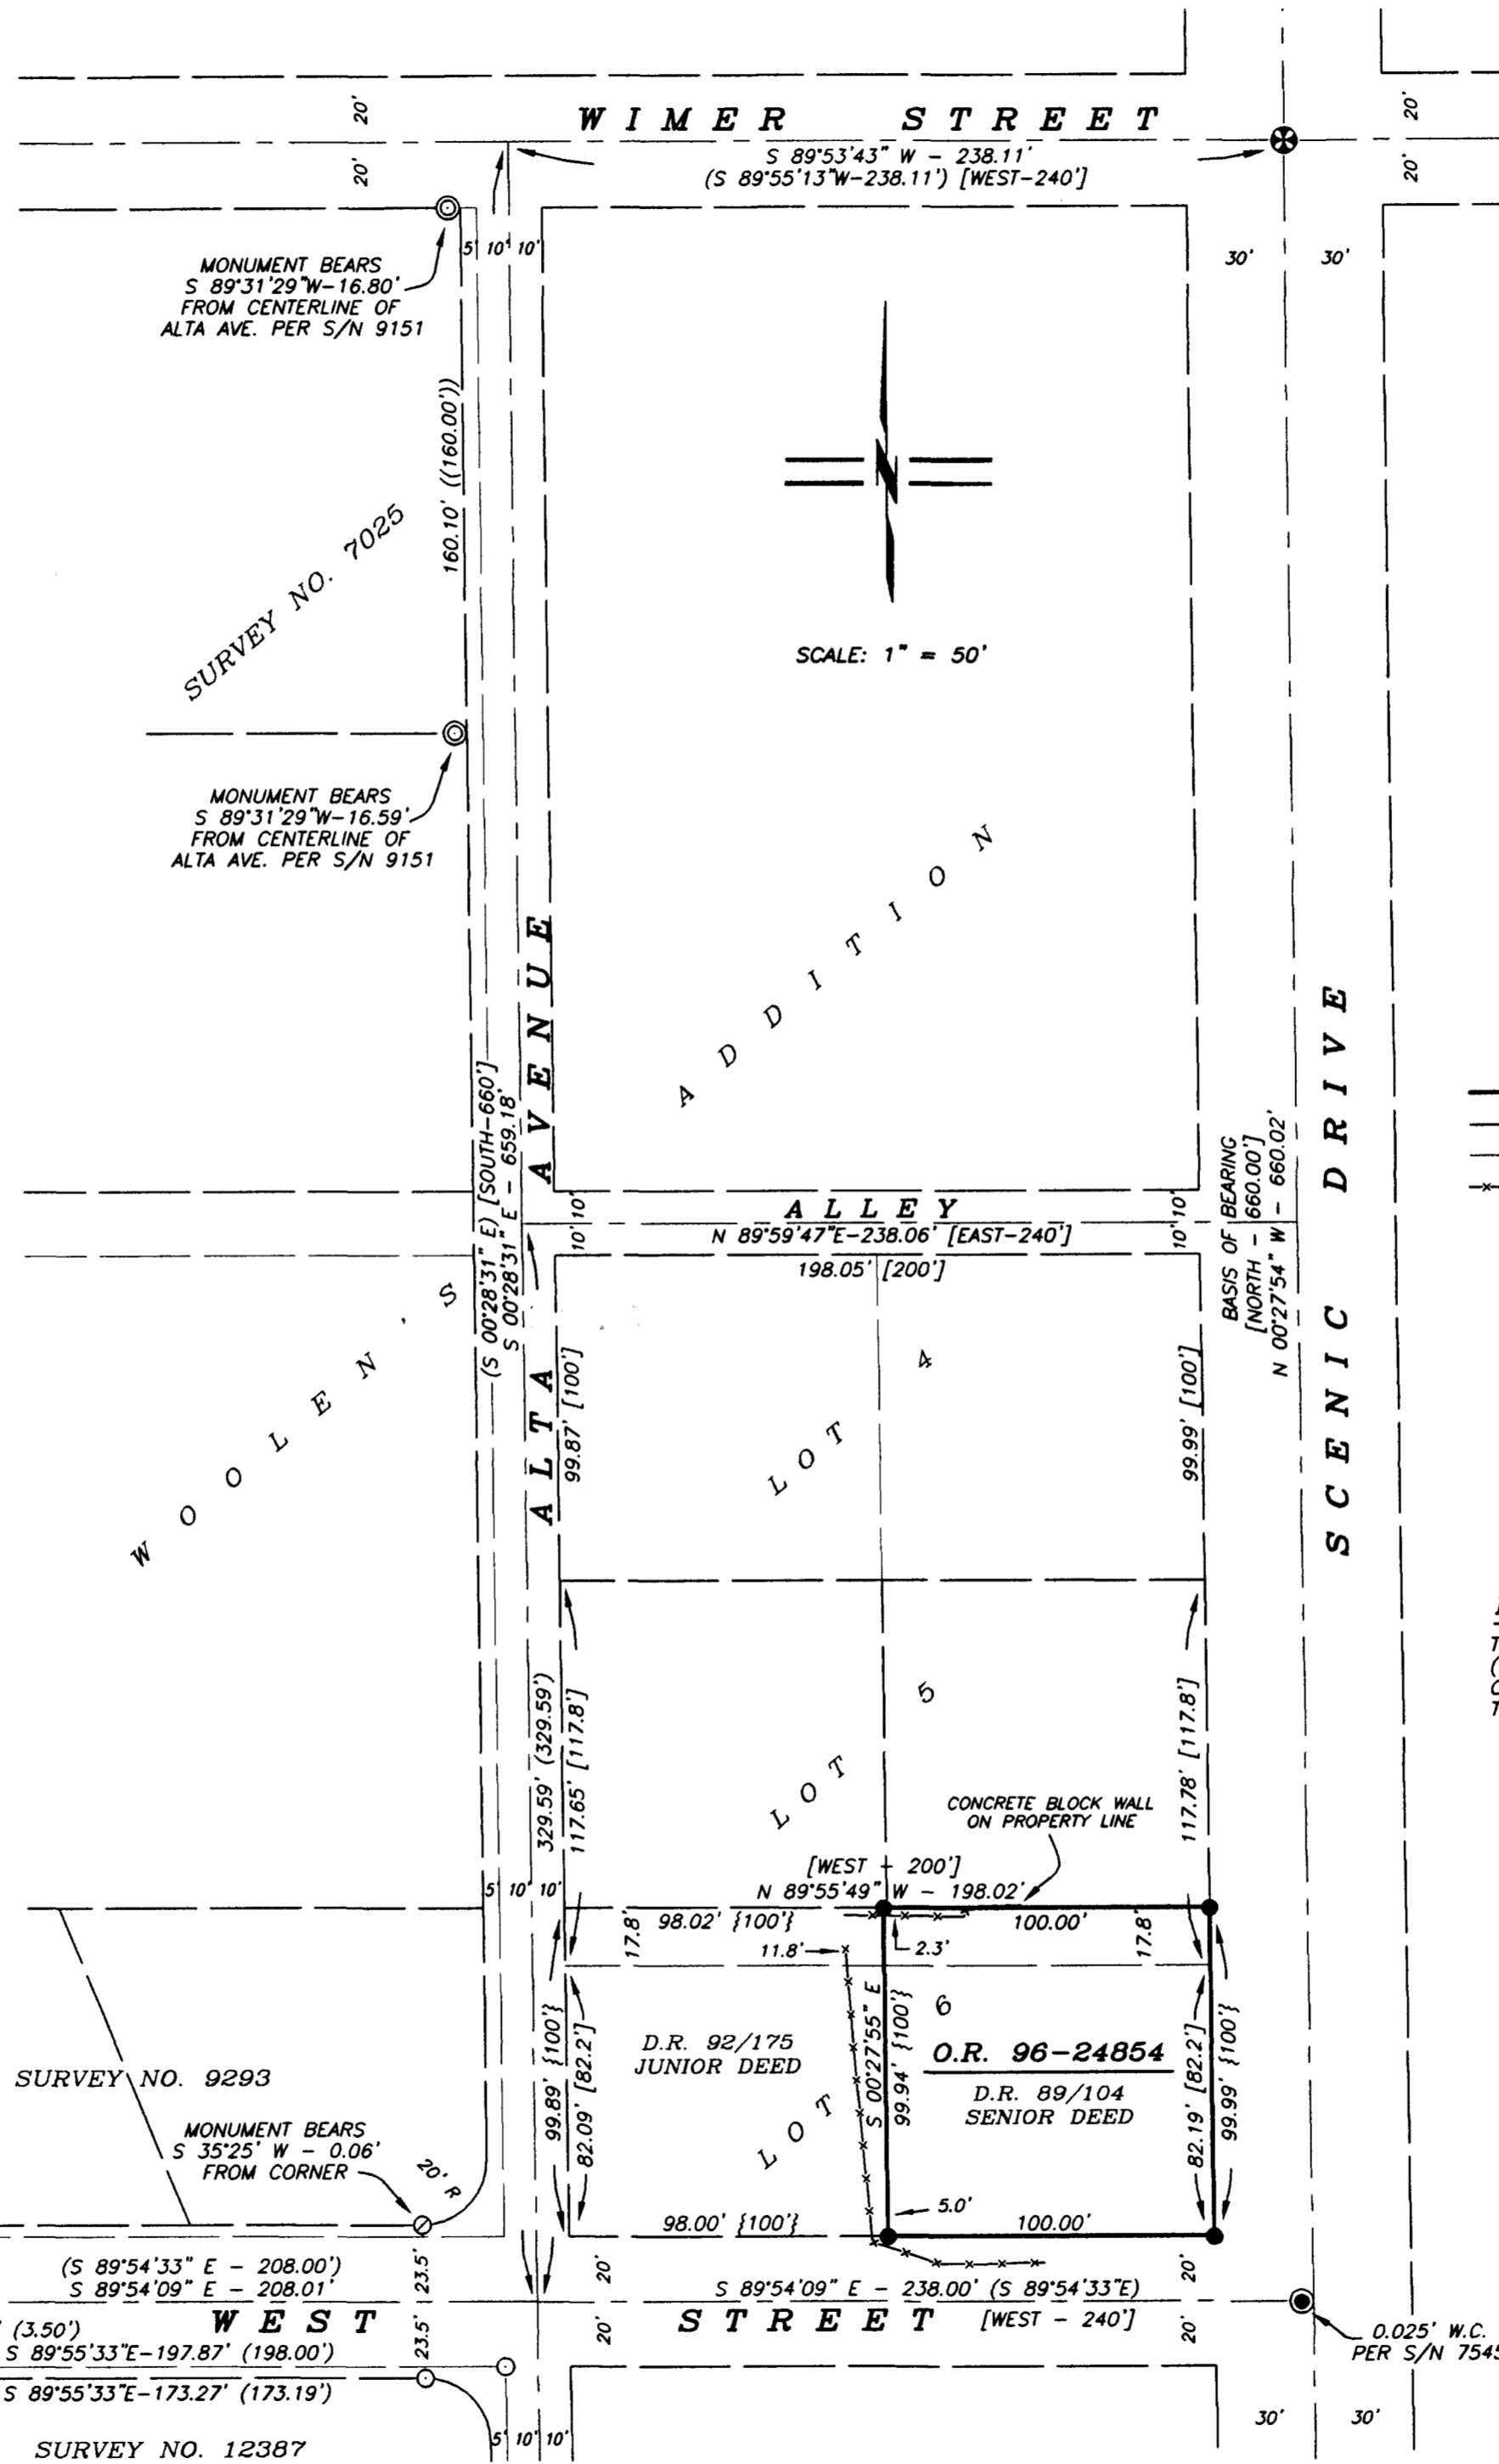 20'
20'
WIMER STREET
S 89°53'43" W - 238.11'
(S 89°55'13"W-238.11') [WEST-240']
20'
20'
5' 10' 10'
30' 30'
MONUMENT BEARS
S 89°31'29"W-16.80'
FROM CENTERLINE OF
ALTA AVE. PER S/N 9151
160.10' ((160.00'))
SURVEY NO. 7025
N
SCALE: 1" = 50'
MONUMENT BEARS
S 89°31'29"W-16.59'
FROM CENTERLINE OF
ALTA AVE. PER S/N 9151
WOOLEN'S ADDITION
ALTA AVENUE
(S 00°28'31" E) [SOUTH-660']
S 00°28'31" E - 659.18'
SCENIC DRIVE
BASIS OF BEARING
[NORTH - 660.00']
N 00°27'54" W - 660.02'
10' 10'
ALLEY
10' 10'
N 89°59'47"E-238.06' [EAST-240']
198.05' [200']
99.87' [100']
LOT 4
99.99' [100']
329.59' (329.59')
117.65' [117.8']
LOT 5
117.78' [117.8']
CONCRETE BLOCK WALL
ON PROPERTY LINE
[WEST - 200']
N 89°55'49" W - 198.02'
5' 10' 10'
17.8'
98.02' {100'}
100.00'
17.8'
11.8'
2.3'
99.89' {100'}
82.09' [82.2']
D.R. 92/175
JUNIOR DEED
LOT 6
S 00°27'55" E
99.94' {100'}
O.R. 96-24854
D.R. 89/104
SENIOR DEED
82.19' [82.2']
99.99' {100'}
SURVEY NO. 9293
MONUMENT BEARS
S 35°25' W - 0.06'
FROM CORNER
20' R
98.00' {100'}
5.0'
100.00'
(S 89°54'33" E - 208.00')
S 89°54'09" E - 208.01'
23.5' 23.5'
20'
20'
S 89°54'09" E - 238.00' (S 89°54'33"E)
20'
20'
WEST STREET
[WEST - 240']
(3.50')
S 89°55'33"E-197.87' (198.00')
S 89°55'33"E-173.27' (173.19')
0.025' W.C.
PER S/N 7545
SURVEY NO. 12387
5' 10' 10'
30' 30'